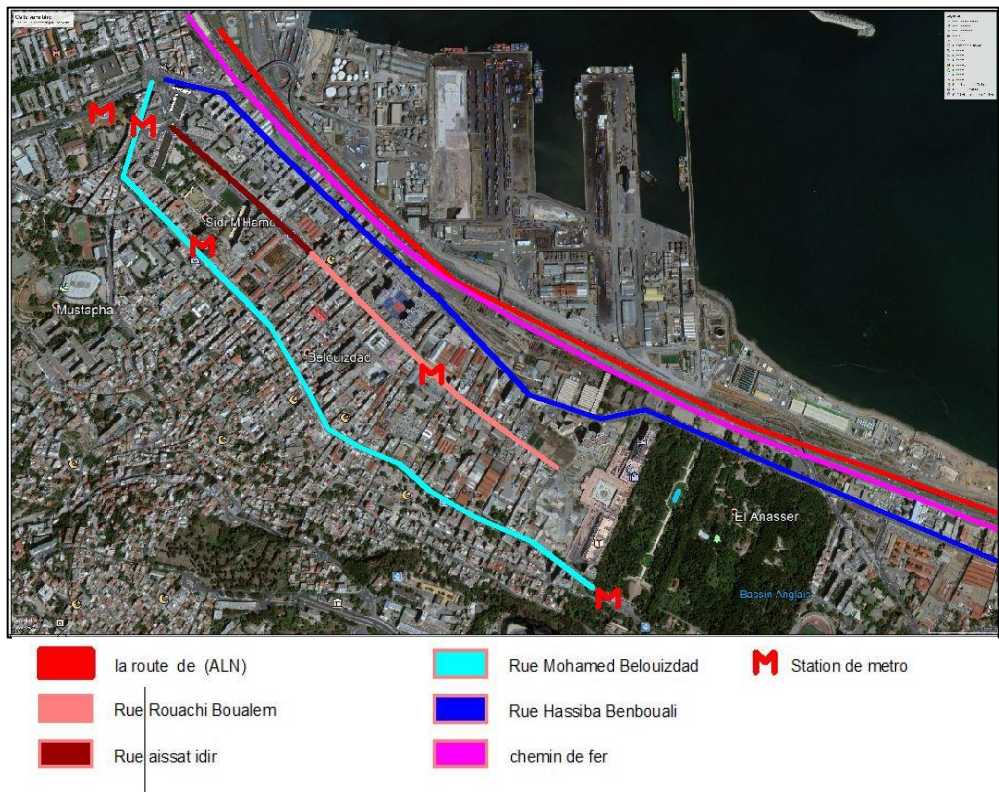 M
M
Sidi M'Hamo
M
Mustapha
Belouizdad
M
El Anasser
Bassin Anglais
M
la route de (ALN)
Rue Mohamed Belouizdad
M Station de metro
Rue Rouachi Boualem
Rue Hassiba Benbouali
Rue aissat idir
chemin de fer